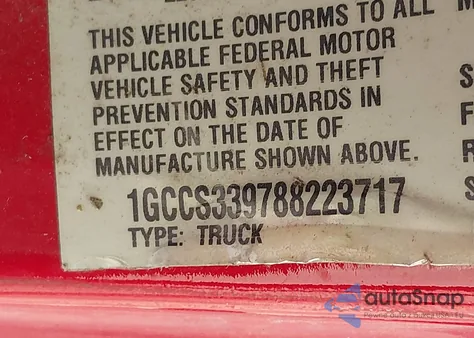 THIS VEHICLE CONFORMS TO ALL
APPLICABLE FEDERAL MOTOR
VEHICLE SAFETY AND THEFT
PREVENTION STANDARDS IN
EFFECT ON THE DATE OF
MANUFACTURE SHOWN ABOVE.
1GCCS339788223717
TYPE: TRUCK
M
S
F
R
S
autoSnap